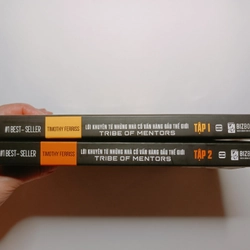 #1 BEST - SELLER TIMOTHY FERRISS LỜI KHUYÊN TỪ NHỮNG NHÀ CỐ VẤN HÀNG ĐẦU THẾ GIỚI TẬP 1
TRIBE OF MENTORS
#1 BEST - SELLER TIMOTHY FERRISS LỜI KHUYÊN TỪ NHỮNG NHÀ CỐ VẤN HÀNG ĐẦU THẾ GIỚI TẬP 2
TRIBE OF MENTORS